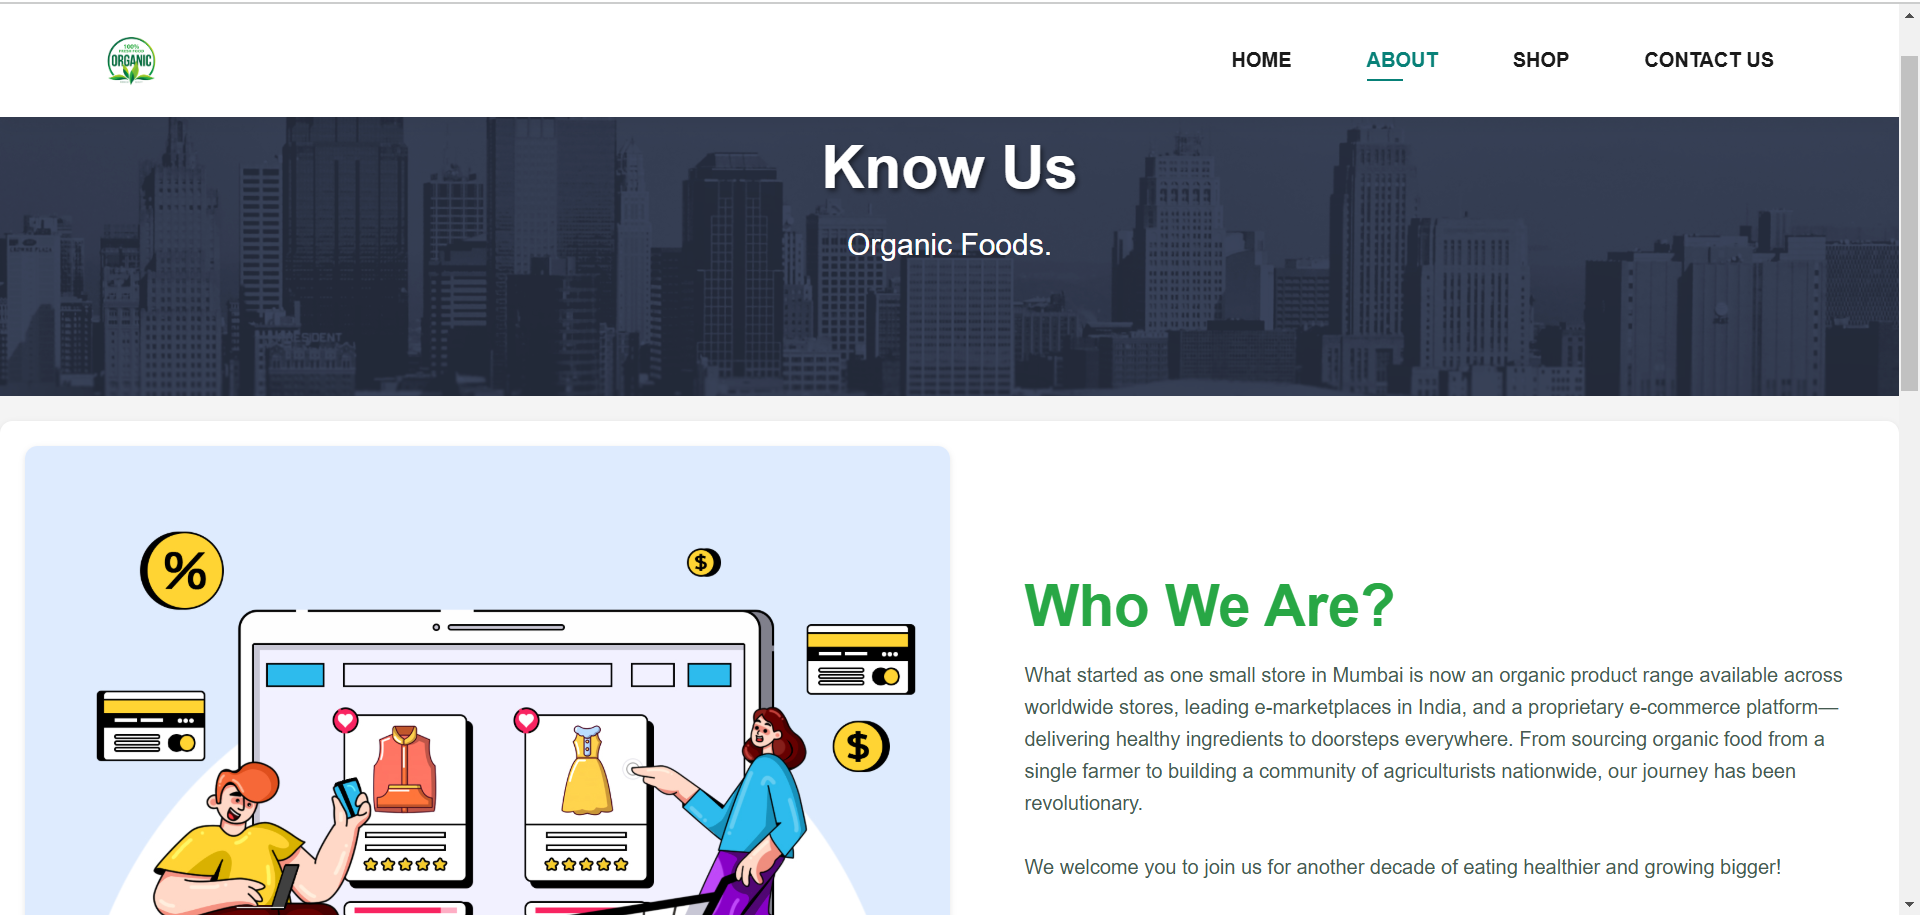 100%
ORGANIC
HOME
ABOUT
SHOP
CONTACT US
Know Us
Organic Foods.
%
$
$
Who We Are?
What started as one small store in Mumbai is now an organic product range available across
worldwide stores, leading e-marketplaces in India, and a proprietary e-commerce platform—
delivering healthy ingredients to doorsteps everywhere. From sourcing organic food from a
single farmer to building a community of agriculturists nationwide, our journey has been
revolutionary.
We welcome you to join us for another decade of eating healthier and growing bigger!